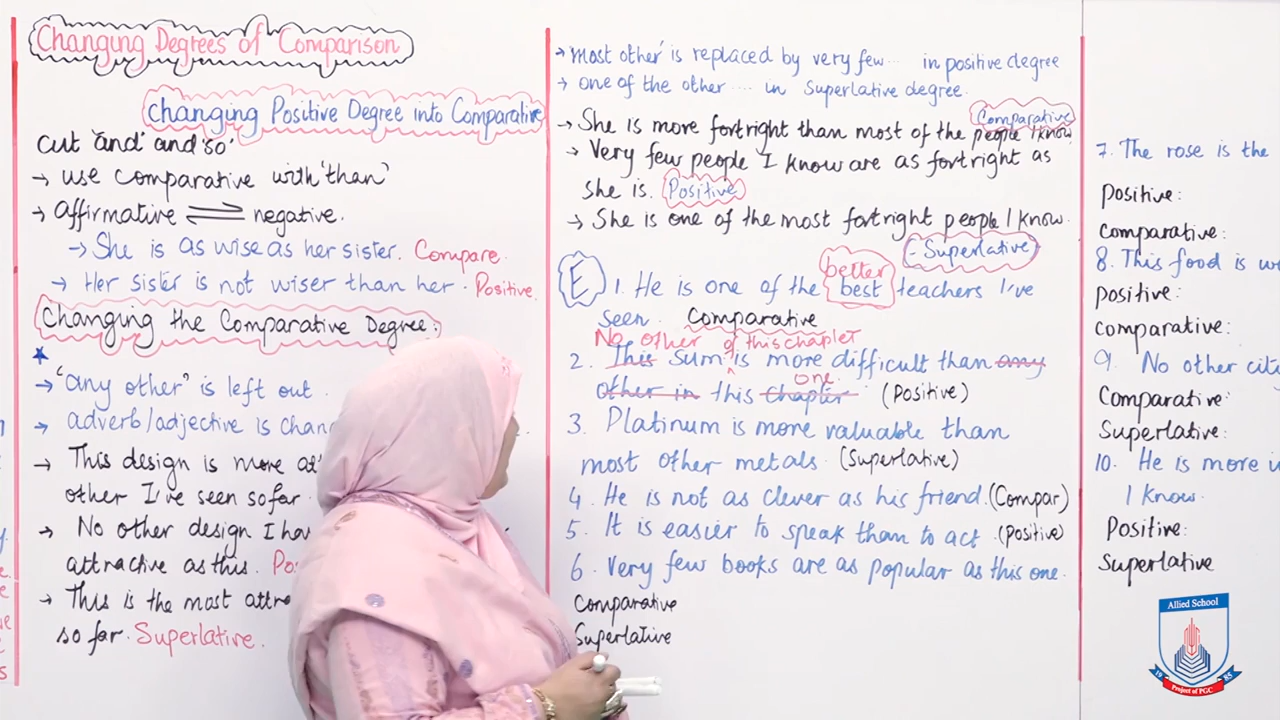 Changing Degrees of Comparison
Changing Positive Degree into Comparative
Cut 'and' and 'so'
→ use comparative with 'than'
→ Affirmative ⇌ negative.
→ She is as wise as her sister. Compare.
→ Her sister is not wiser than her. Positive.
Changing the Comparative Degree:
★
→ 'any other' is left out.
→ adverb/adjective is
→ This design is more
other I've seen so far.
→ No other design I
attractive as this.
→ This is the most
so far. Superlative.
→ most other' is replaced by very few... in positive degree
→ one of the other .... in Superlative degree.
Comparative
→ She is more fortright than most of the people I know
→ Very few people I know are as fortright as
she is. Positive
→ She is one of the most fortright people I know.
- Superlative
better
E 1. He is one of the best teachers I've
seen. Comparative
No other of this chapter
2. This Sum is more difficult than any
one
other in this chapter (Positive)
3. Platinum is more valuable than
most other metals. (Superlative)
4. He is not as clever as his friend. (Compar)
5. It is easier to speak than to act. (Positive)
6. Very few books are as popular as this one.
Comparative
Superlative
7. The rose is the
Positive:
Comparative:
8. This food is
Positive:
Comparative:
9. No other
Comparative:
Superlative:
10. He is more
I know.
Positive:
Superlative
Allied School
19 85
Project of PGC